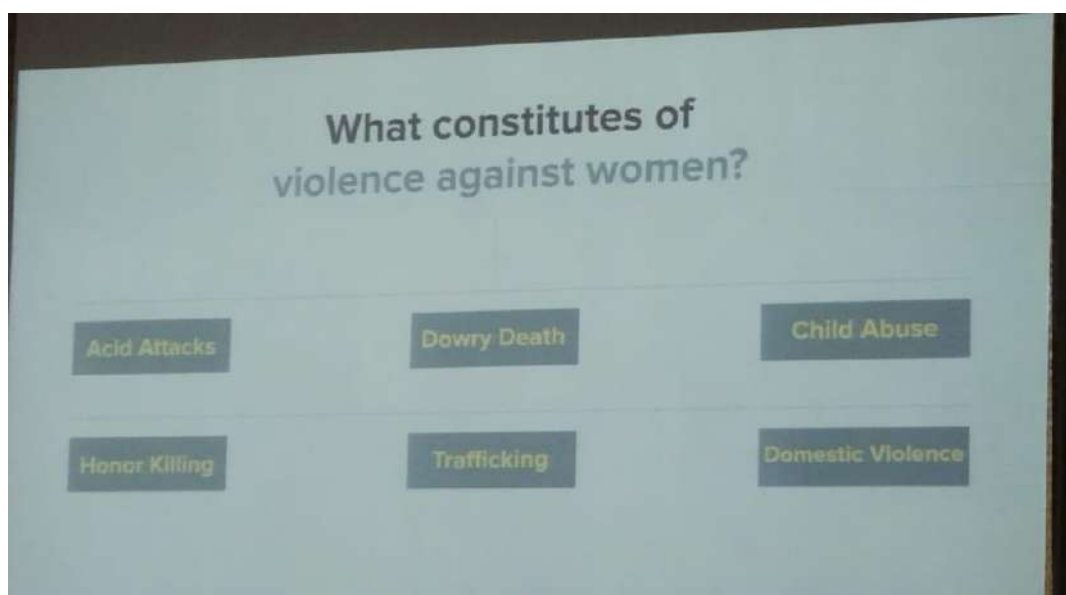 What constitutes of
violence against women?
Acid Attacks
Dowry Death
Child Abuse
Honor Killing
Trafficking
Domestic Violence